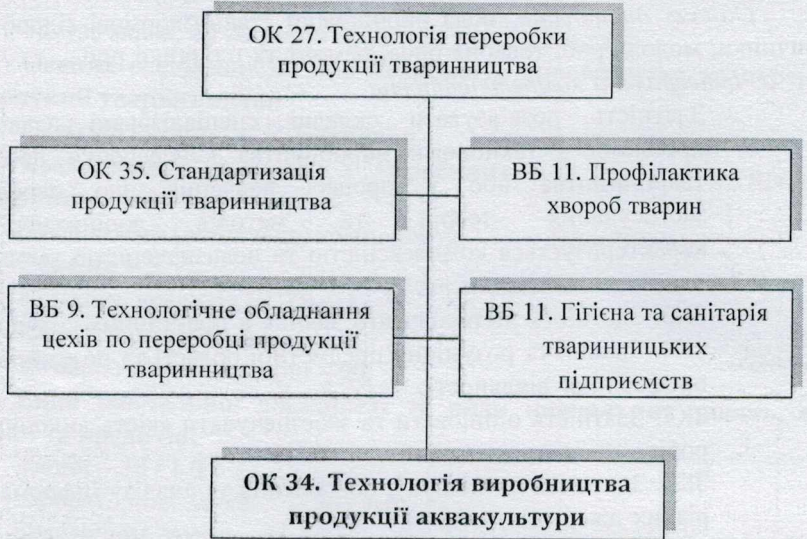 ОК 27. Технологія переробки
продукції тваринництва
ОК 35. Стандартизація
продукції тваринництва
ВБ 11. Профілактика
хвороб тварин
ВБ 9. Технологічне обладнання
цехів по переробці продукції
тваринництва
ВБ 11. Гігієна та санітарія
тваринницьких
підприємств
ОК 34. Технологія виробництва
продукції аквакультури